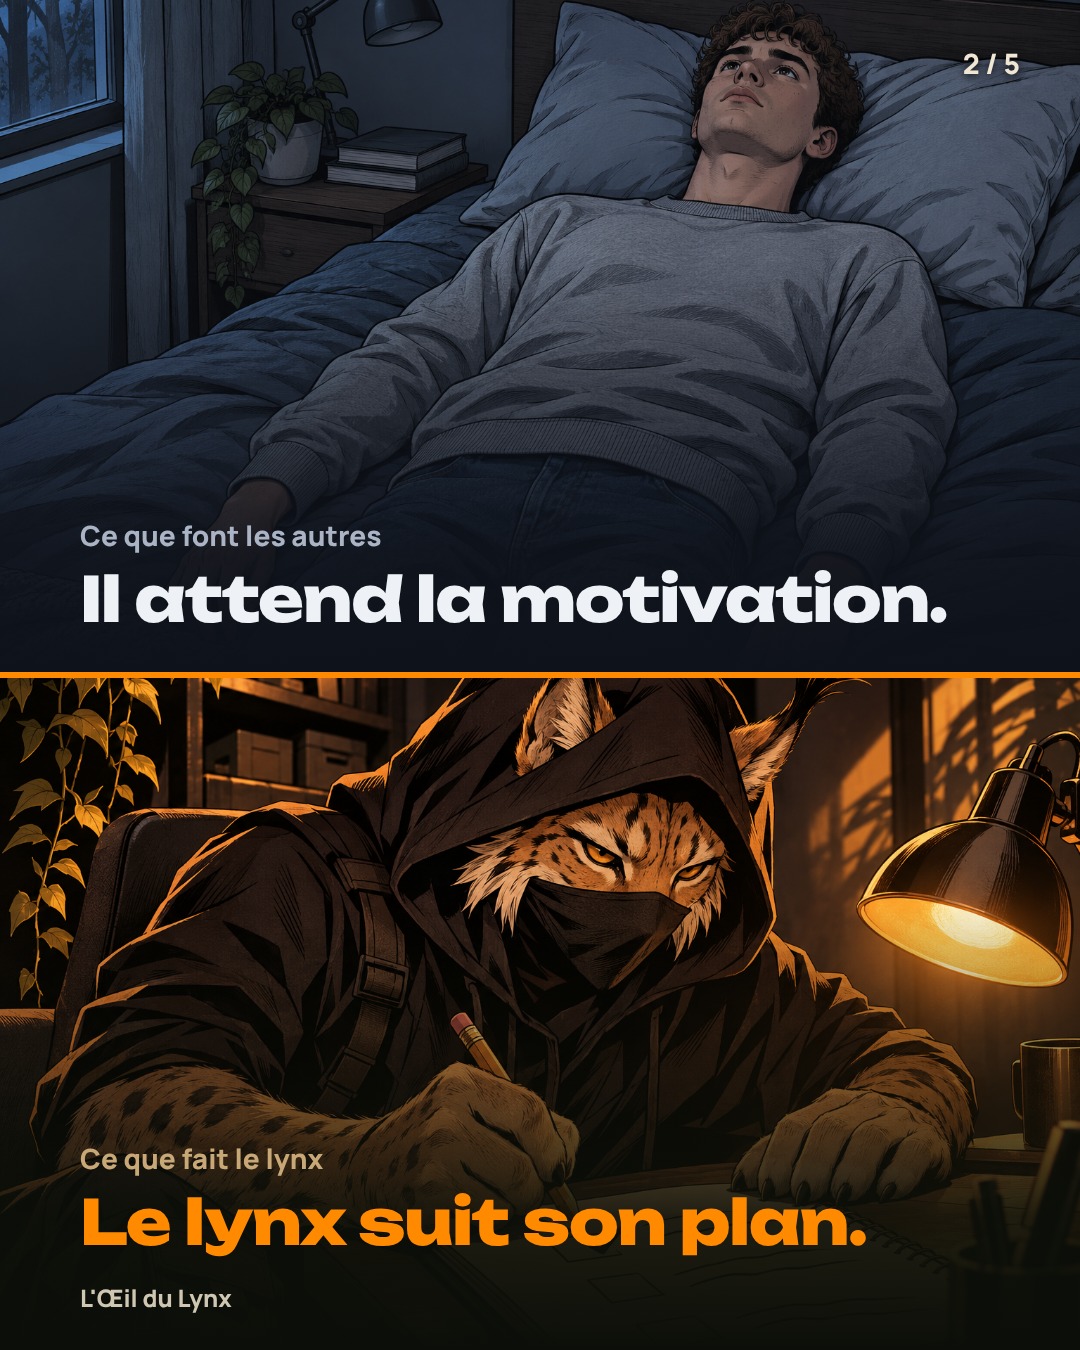 2 / 5
Ce que font les autres
Il attend la motivation.
Ce que fait le lynx
Le lynx suit son plan.
L'Œil du Lynx